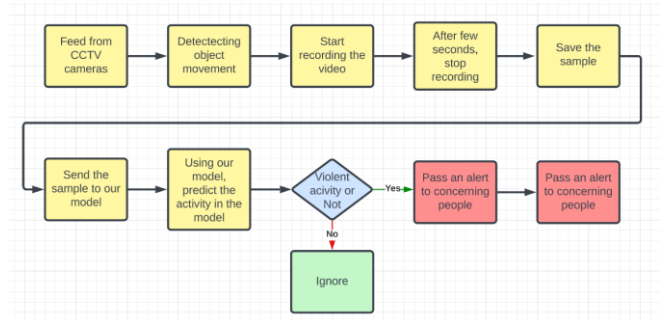 Feed from
CCTV
cameras
Detectecting
object
movement
Start
recording the
video
After few
seconds,
stop
recording
Save the
sample
Send the
sample to our
model
Using our
model,
predict the
activity in the
model
Violent
acivity or
Not
Yes
Pass an alert
to concerning
people
Pass an alert
to concerning
people
No
Ignore